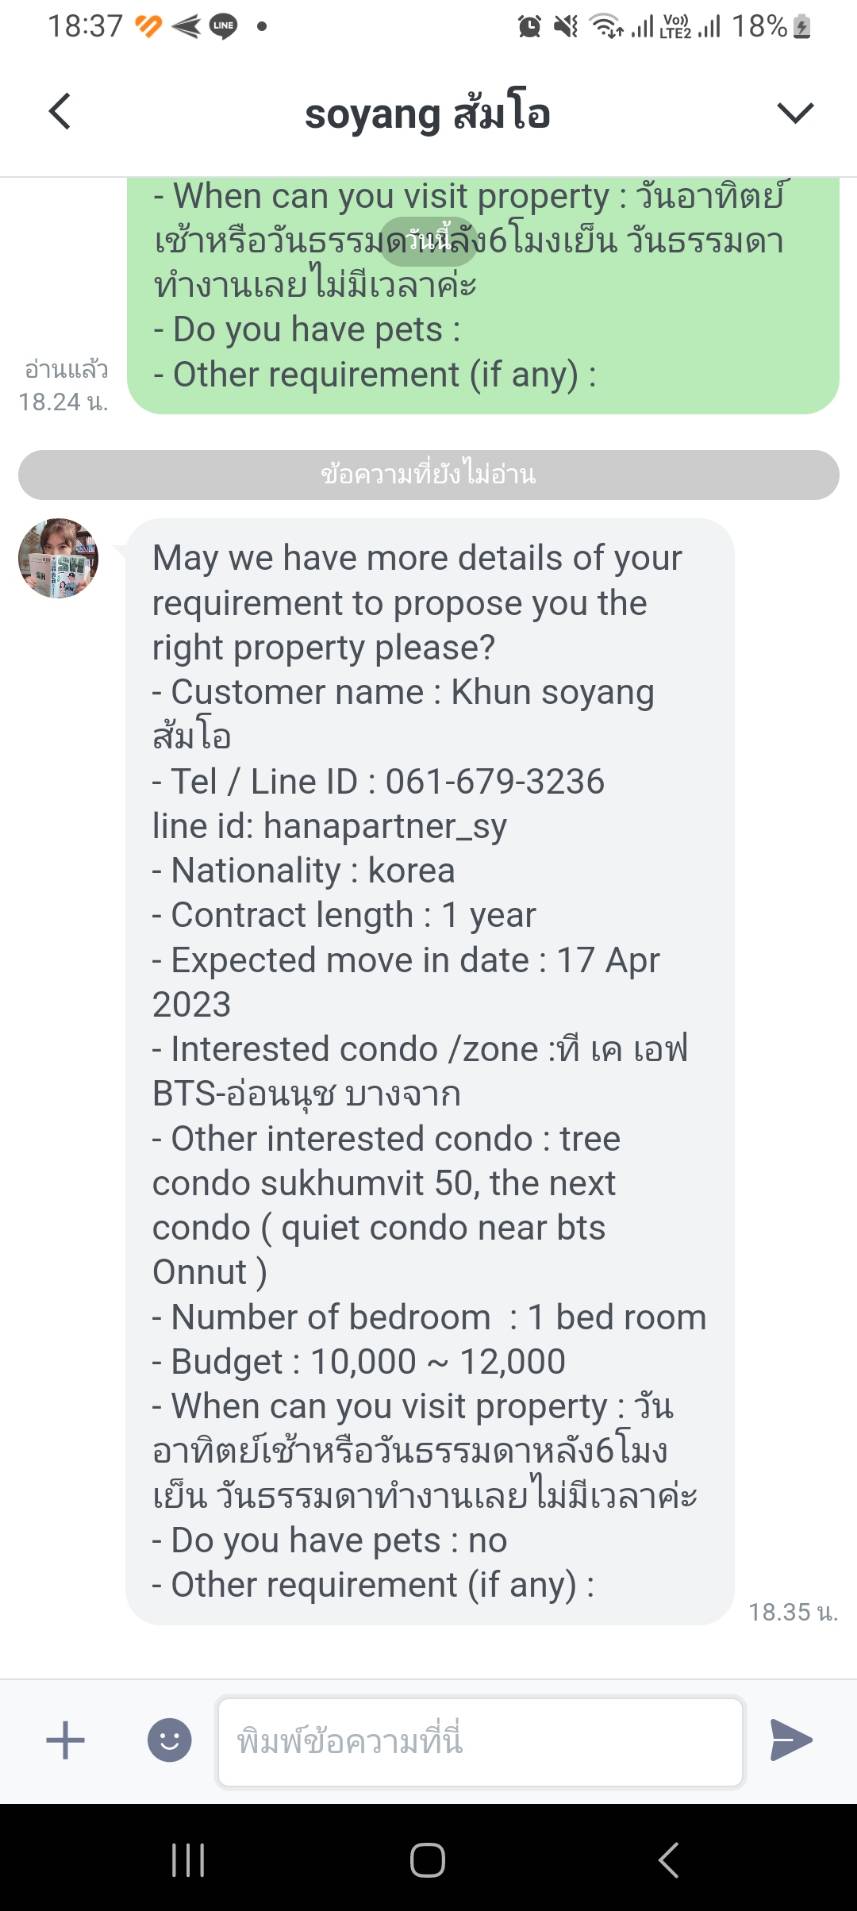 18:37
LINE
Vo))
LTE2
18%
soyang ส้มโอ
- When can you visit property : วันอาทิตย์
เช้าหรือวันธรรมดาหลัง6โมงเย็น วันธรรมดา
วันนี้
ทำงานเลยไม่มีเวลาค่ะ
- Do you have pets :
- Other requirement (if any) :
อ่านแล้ว
18.24 น.
ข้อความที่ยังไม่อ่าน
May we have more details of your
requirement to propose you the
right property please?
- Customer name : Khun soyang
ส้มโอ
- Tel / Line ID : 061-679-3236
line id: hanapartner_sy
- Nationality : korea
- Contract length : 1 year
- Expected move in date : 17 Apr
2023
- Interested condo /zone :ที เค เอฟ
BTS-อ่อนนุช บางจาก
- Other interested condo : tree
condo sukhumvit 50, the next
condo ( quiet condo near bts
Onnut )
- Number of bedroom  : 1 bed room
- Budget : 10,000 ~ 12,000
- When can you visit property : วัน
อาทิตย์เช้าหรือวันธรรมดาหลัง6โมง
เย็น วันธรรมดาทำงานเลยไม่มีเวลาค่ะ
- Do you have pets : no
- Other requirement (if any) :
18.35 น.
พิมพ์ข้อความที่นี่